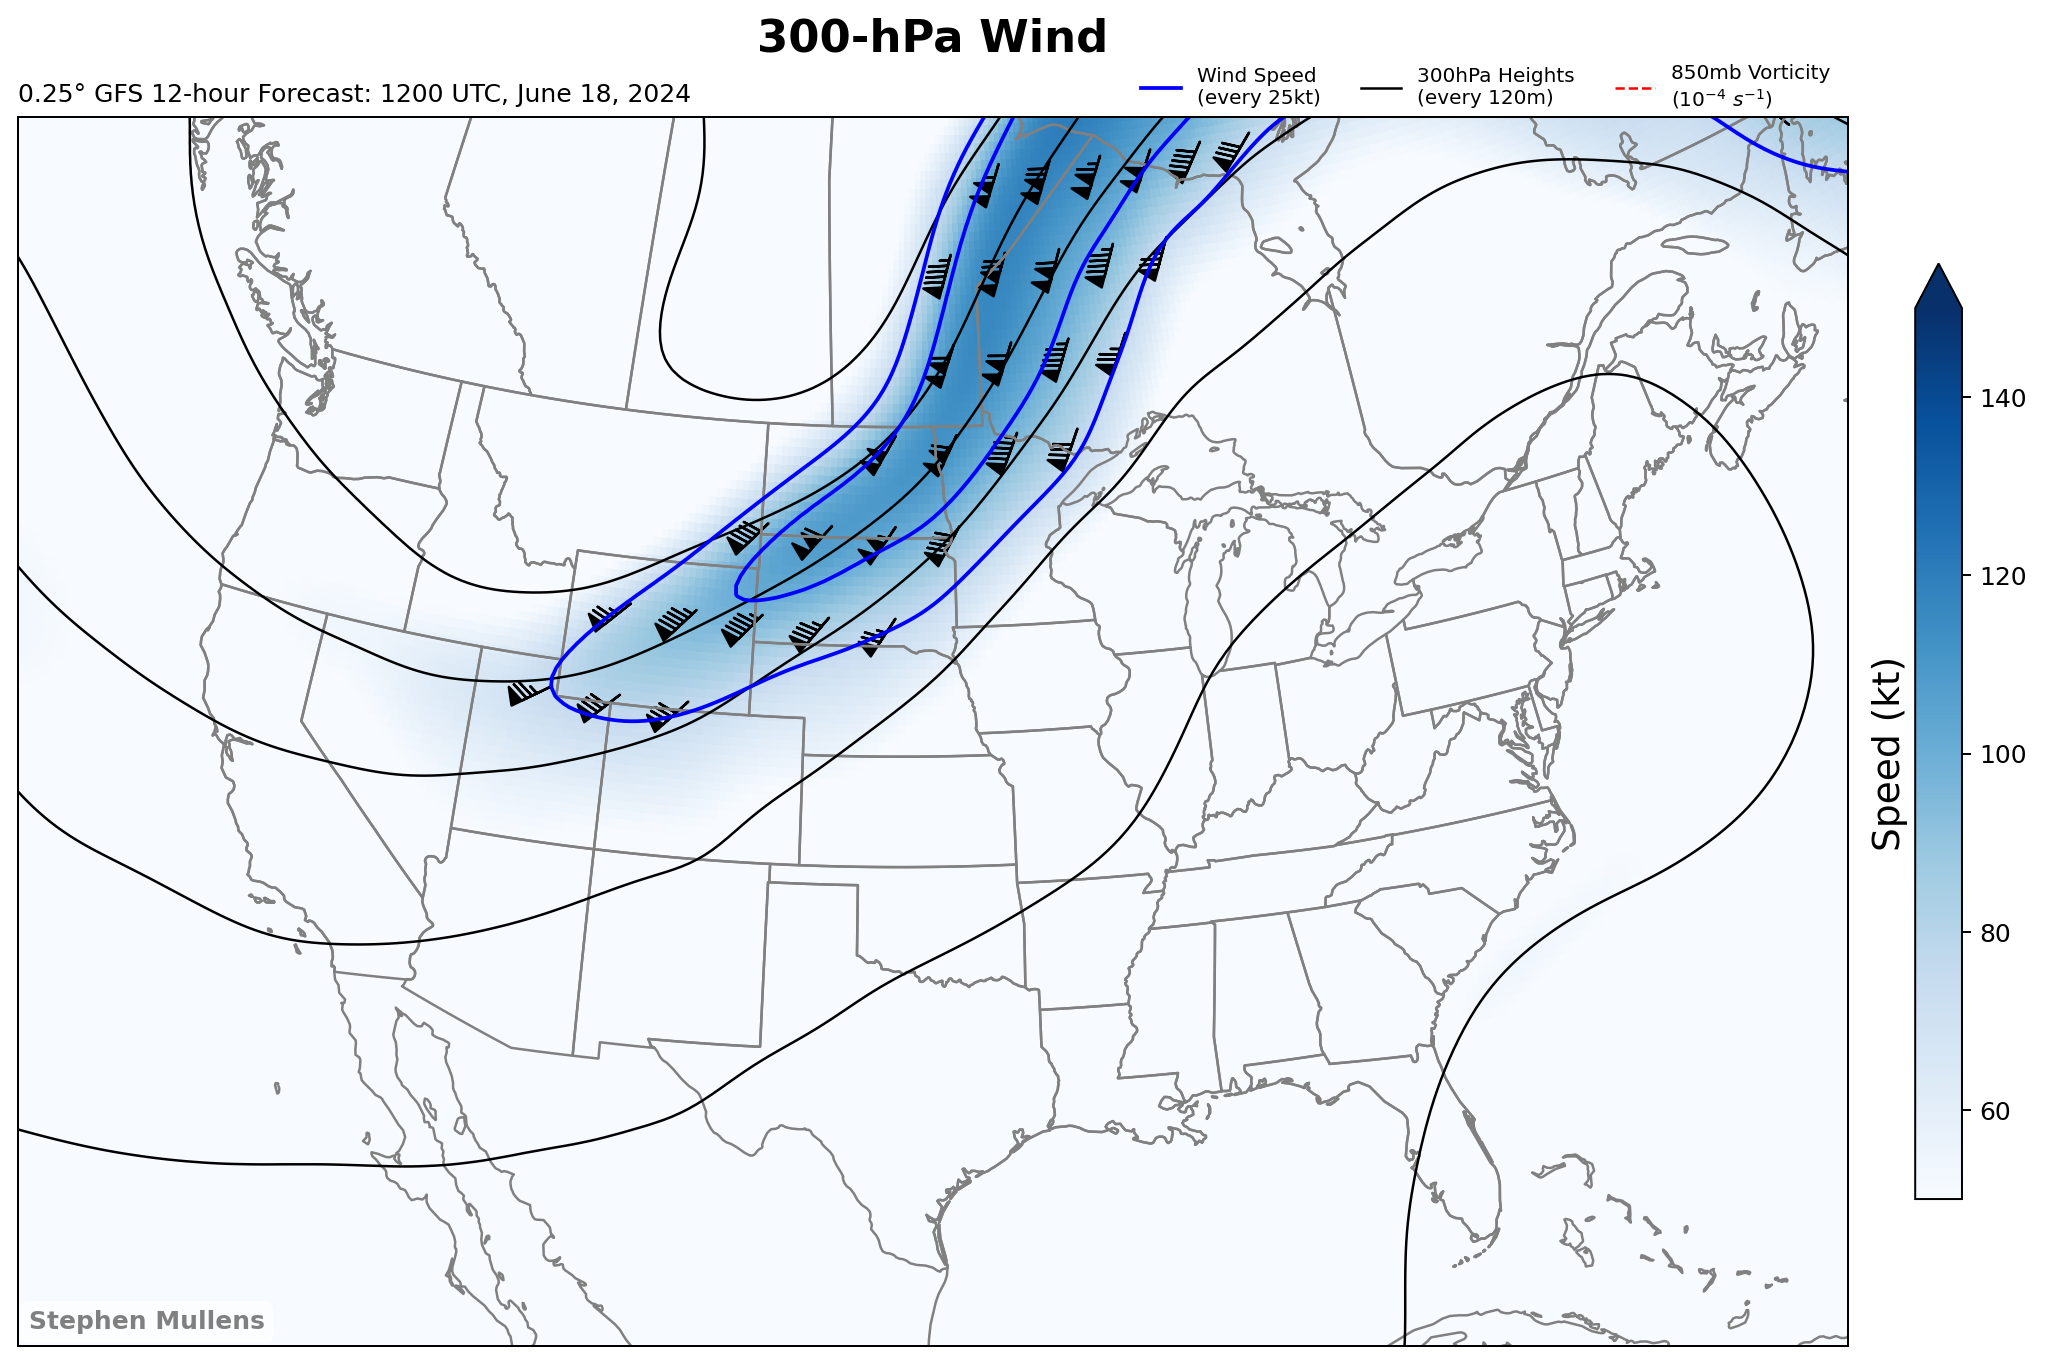 300-hPa Wind
0.25° GFS 12-hour Forecast: 1200 UTC, June 18, 2024
Wind Speed
(every 25kt)
300hPa Heights
(every 120m)
850mb Vorticity
(10⁻⁴ s⁻¹)
140
120
100
80
60
Speed (kt)
Stephen Mullens